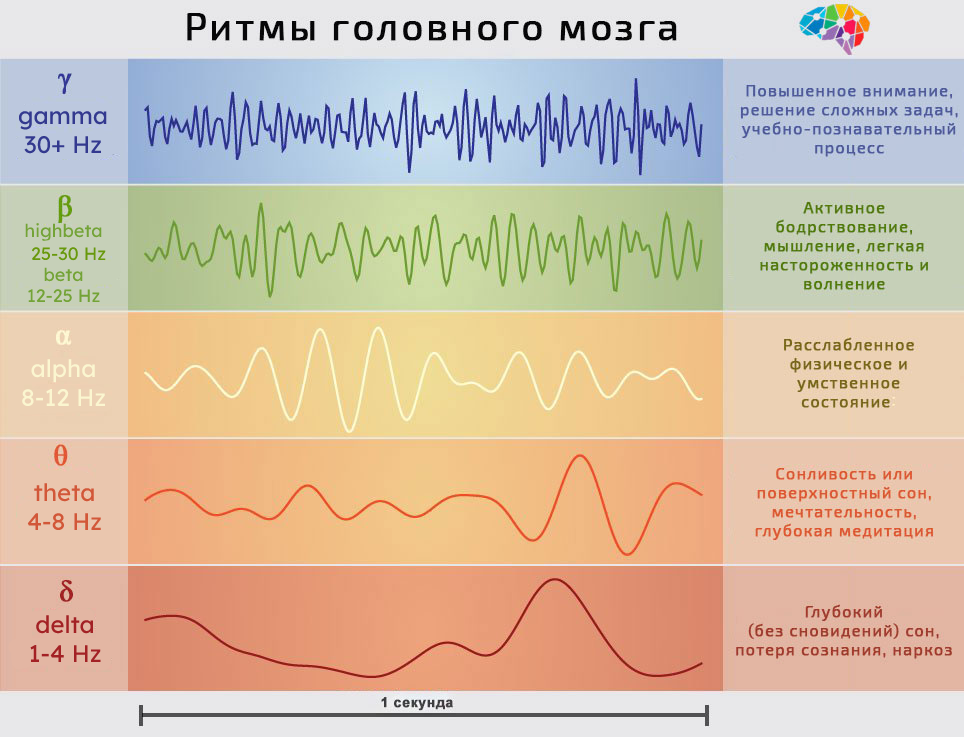 Ритмы головного мозга
γ
gamma
30+ Hz
Повышенное внимание,
решение сложных задач,
учебно-познавательный
процесс
β
highbeta
25-30 Hz
beta
12-25 Hz
Активное
бодрствование,
мышление, легкая
настороженность и
волнение
α
alpha
8-12 Hz
Расслабленное
физическое и
умственное
состояние
θ
theta
4-8 Hz
Сонливость или
поверхностный сон,
мечтательность,
глубокая медитация
δ
delta
1-4 Hz
Глубокий
(без сновидений) сон,
потеря сознания, наркоз
1 секунда